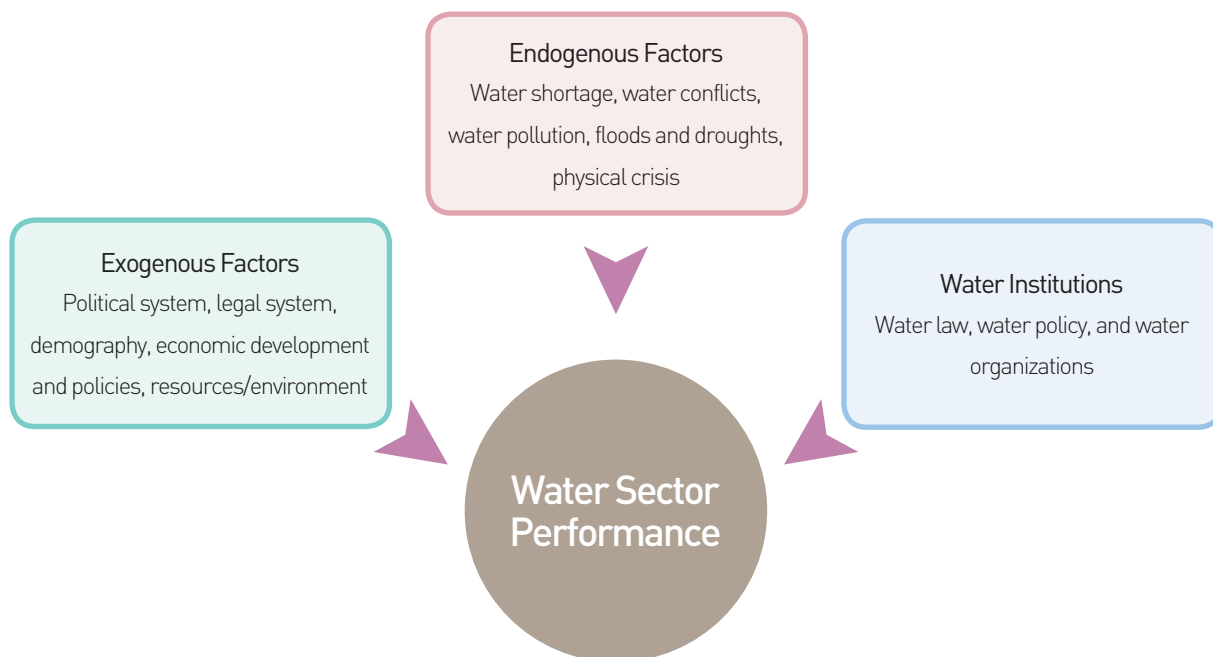 Endogenous Factors
Water shortage, water conflicts,
water pollution, floods and droughts,
physical crisis
Exogenous Factors
Political system, legal system,
demography, economic development
and policies, resources/environment
Water Institutions
Water law, water policy, and water
organizations
Water Sector
Performance